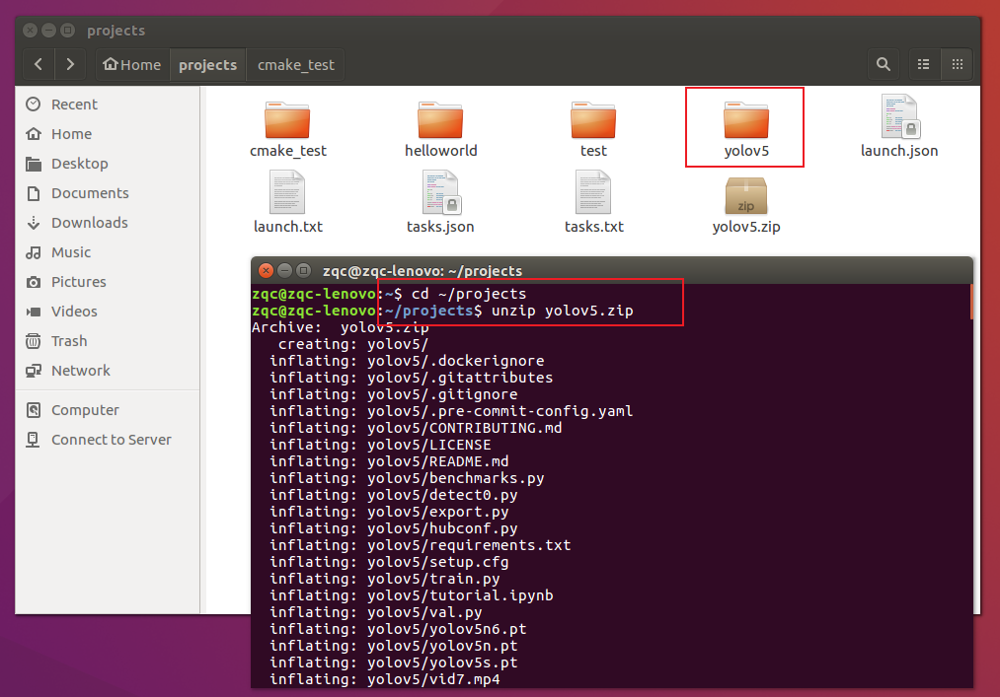 projects
Home projects cmake_test
Recent
Home
Desktop
Documents
Downloads
Music
Pictures
Videos
Trash
Network
Computer
Connect to Server
cmake_test helloworld test yolov5 launch.json
launch.txt tasks.json tasks.txt zip yolov5.zip
zqc@zqc-lenovo: ~/projects
zqc@zqc-lenovo:~$ cd ~/projects
zqc@zqc-lenovo:~/projects$ unzip yolov5.zip
Archive:  yolov5.zip
   creating: yolov5/
  inflating: yolov5/.dockerignore
  inflating: yolov5/.gitattributes
  inflating: yolov5/.gitignore
  inflating: yolov5/.pre-commit-config.yaml
  inflating: yolov5/CONTRIBUTING.md
  inflating: yolov5/LICENSE
  inflating: yolov5/README.md
  inflating: yolov5/benchmarks.py
  inflating: yolov5/detect0.py
  inflating: yolov5/export.py
  inflating: yolov5/hubconf.py
  inflating: yolov5/requirements.txt
  inflating: yolov5/setup.cfg
  inflating: yolov5/train.py
  inflating: yolov5/tutorial.ipynb
  inflating: yolov5/val.py
  inflating: yolov5/yolov5n6.pt
  inflating: yolov5/yolov5n.pt
  inflating: yolov5/yolov5s.pt
  inflating: yolov5/vid7.mp4